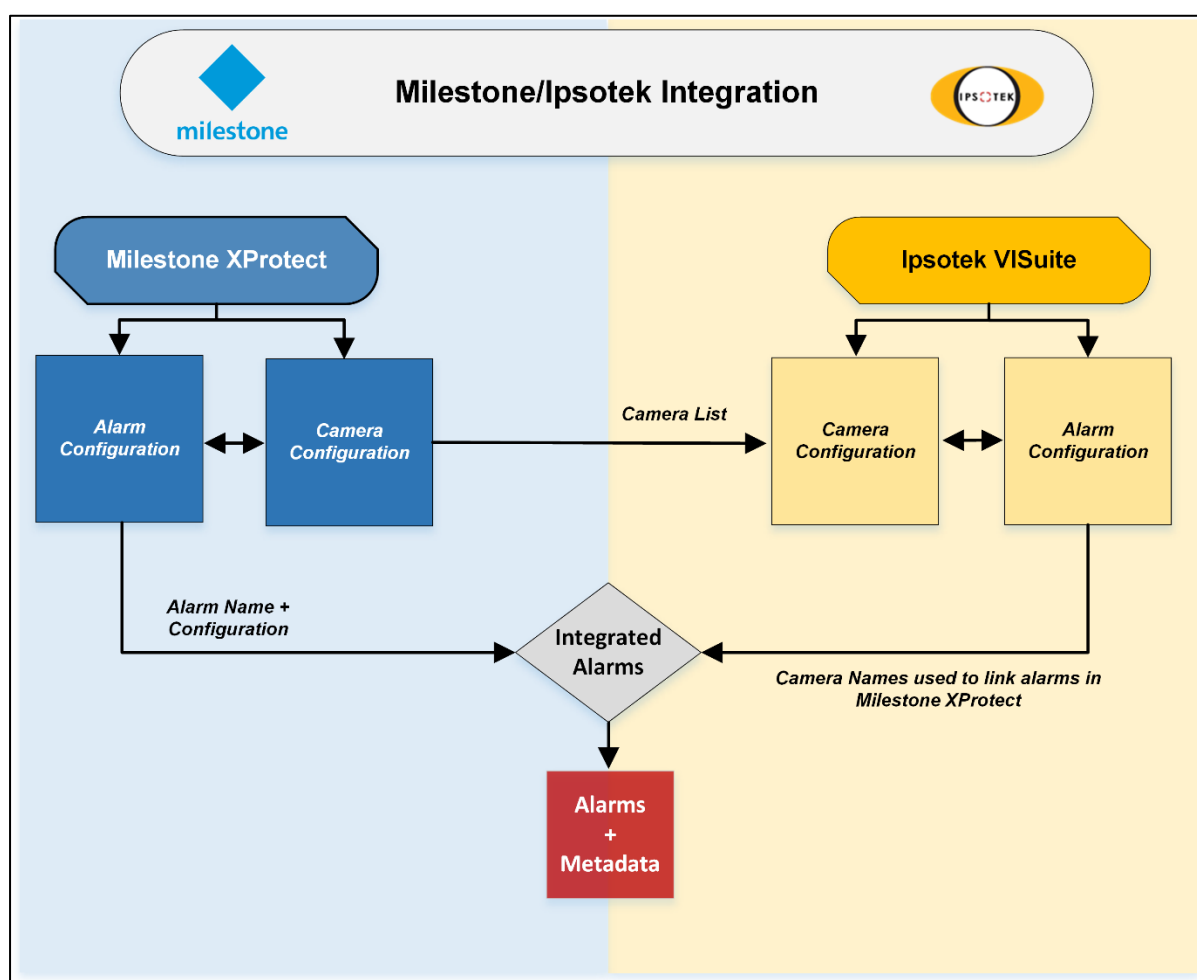 Milestone/Ipsotek Integration
milestone
IPSOTEK
Milestone XProtect
Ipsotek VISuite
Alarm
Configuration
Camera
Configuration
Camera List
Camera
Configuration
Alarm
Configuration
Alarm Name +
Configuration
Integrated
Alarms
Camera Names used to link alarms in
Milestone XProtect
Alarms
+
Metadata